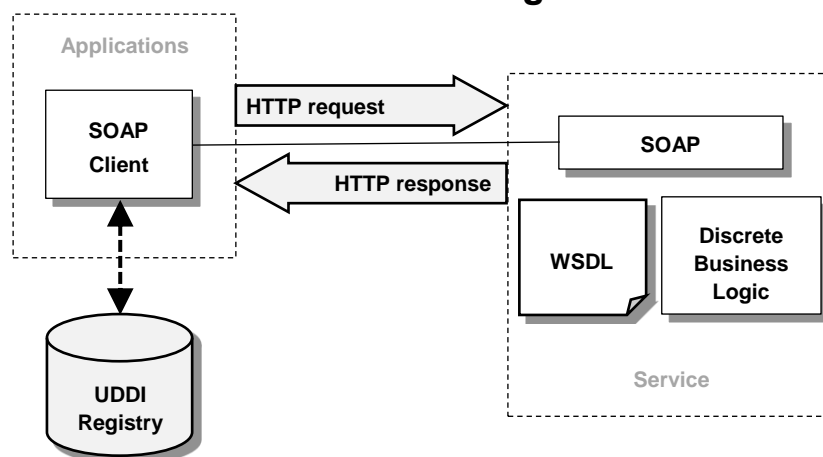 Applications
SOAP
Client
HTTP request
HTTP response
SOAP
WSDL
Discrete
Business
Logic
Service
UDDI
Registry